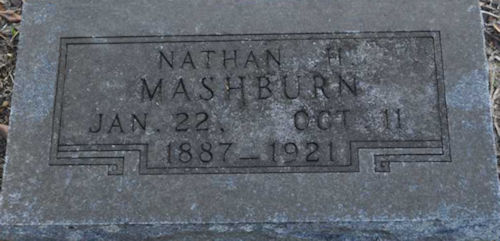 NATHAN H.
MASHBURN
JAN. 22, OCT 11
1887-1921